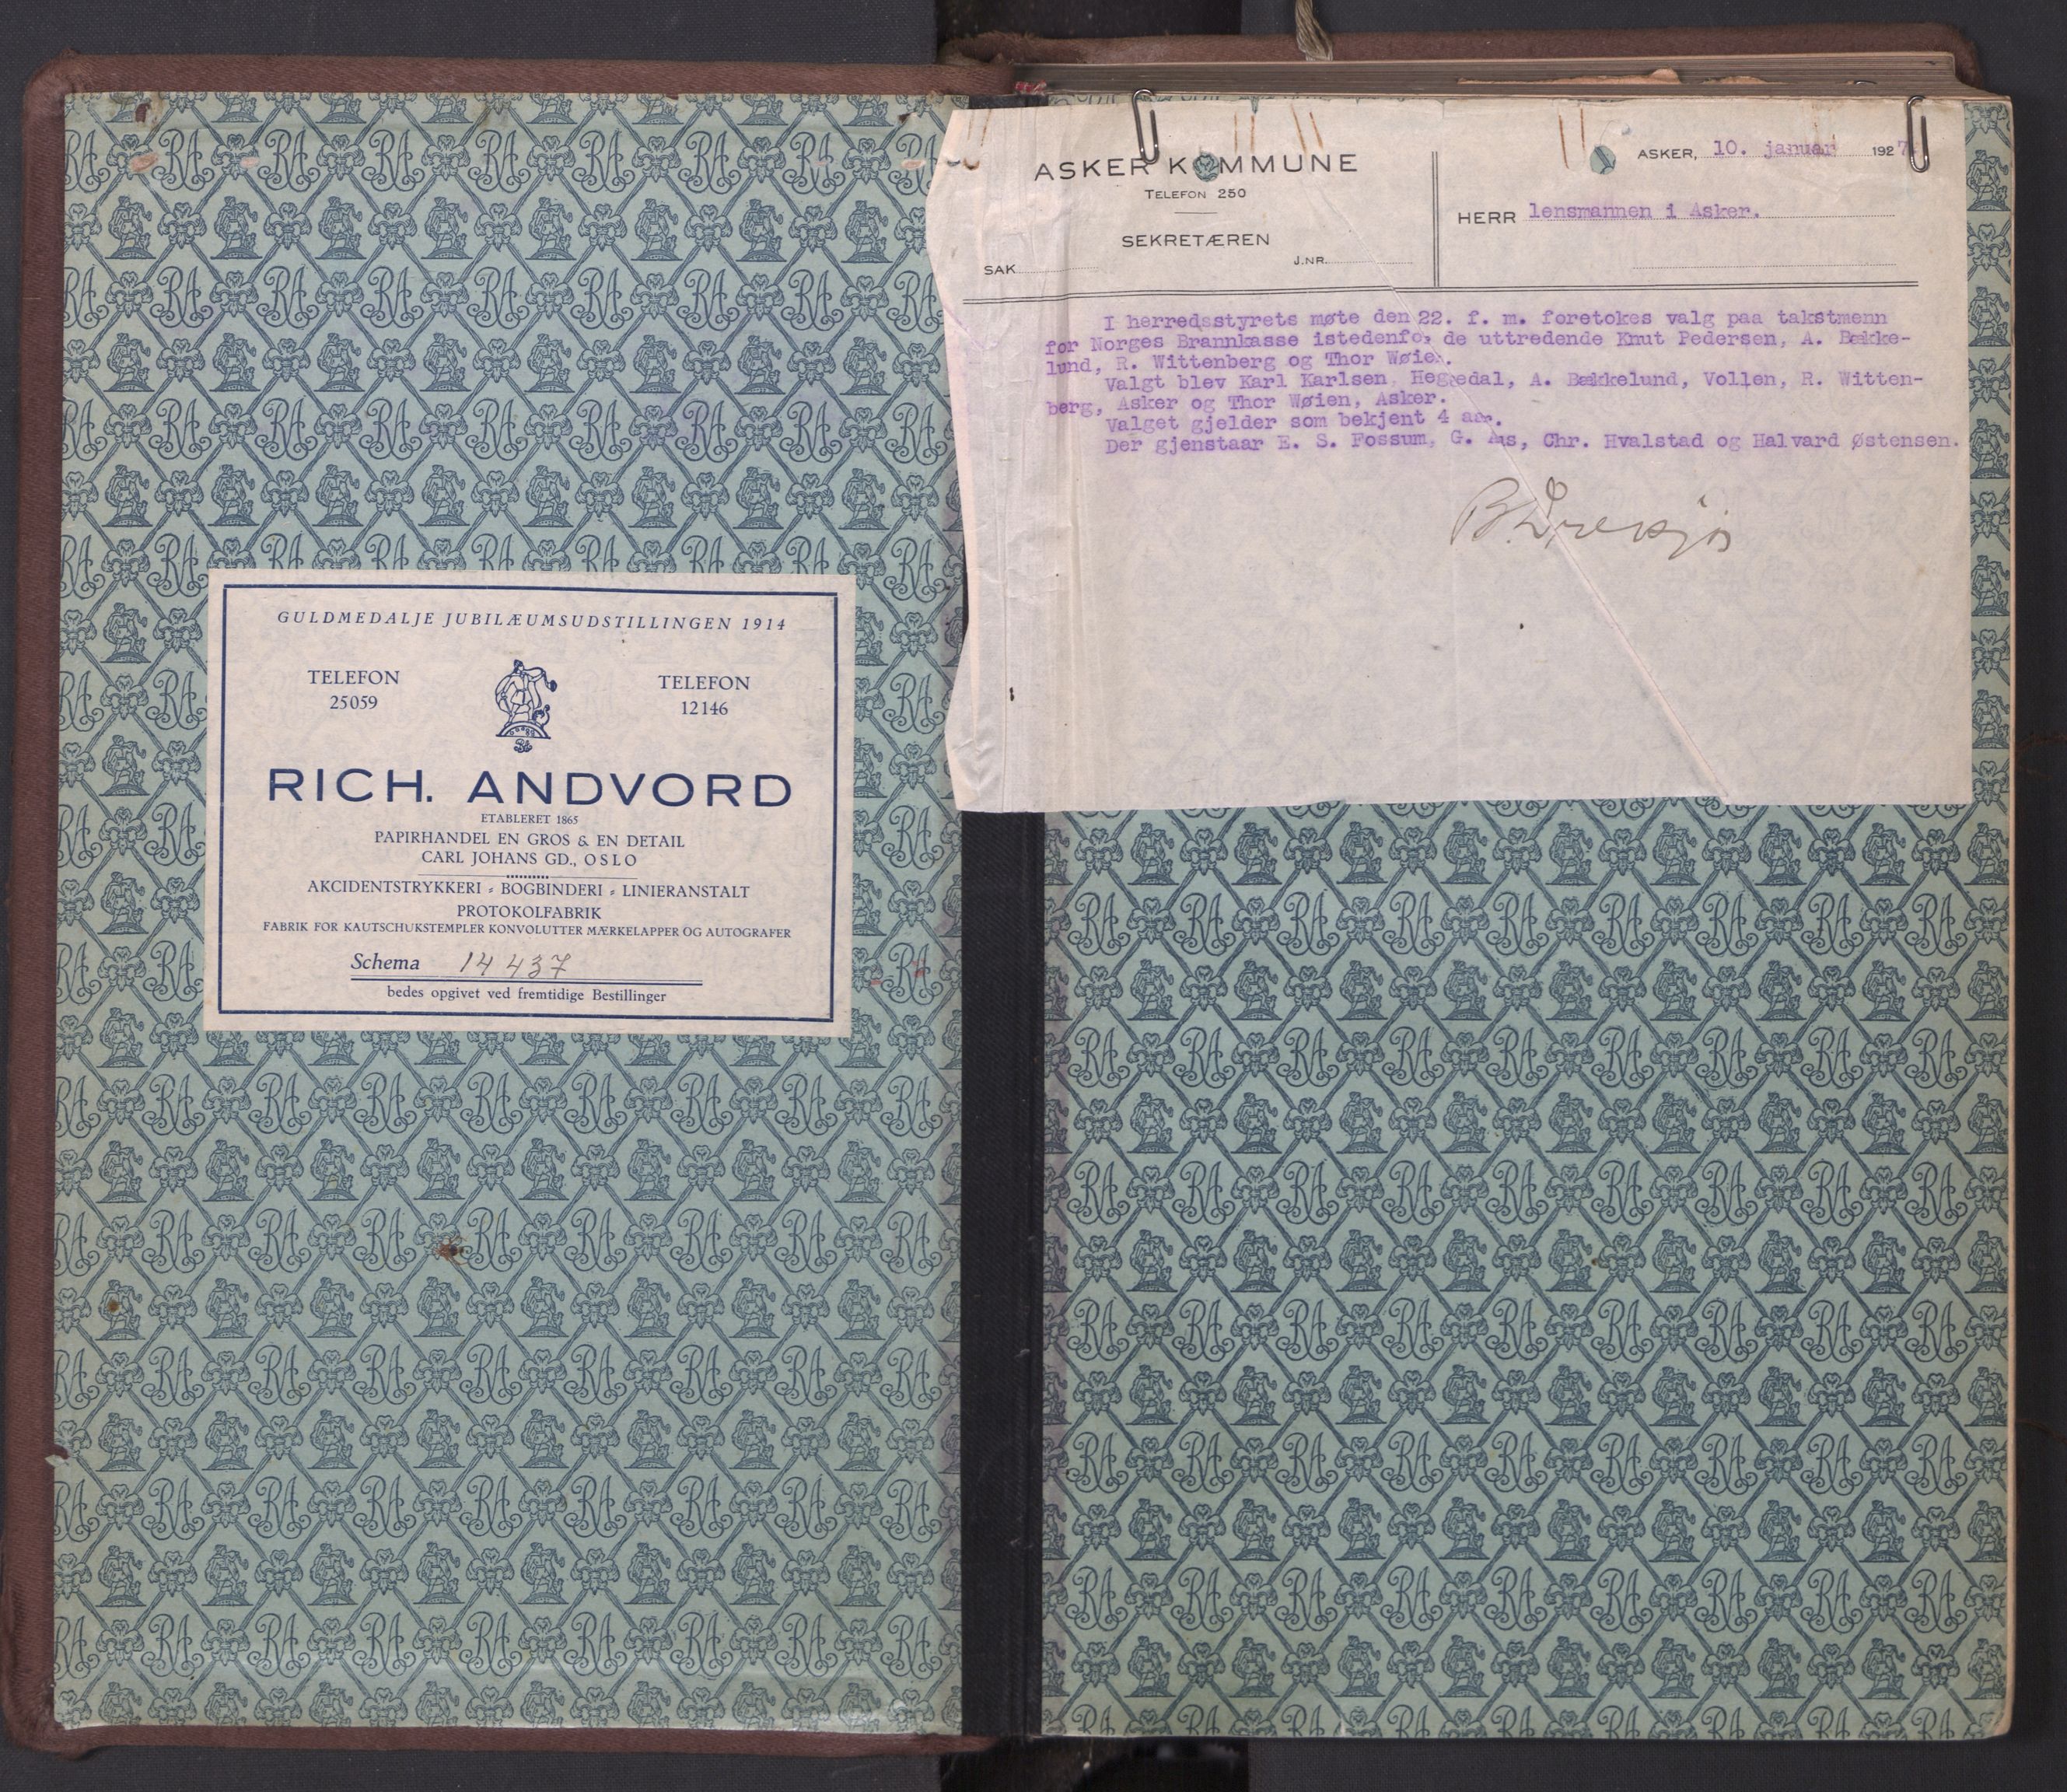 GULDMEDALJE JUBILÆUMSUDSTILLINGEN 1914
TELEFON
25059
TELEFON
12146
RICH. ANDVORD
ETABLERET 1865
PAPIRHANDEL EN GROS & EN DETAIL
CARL JOHANS GD., OSLO
AKCIDENTSTRYKKERI - BOGBINDERI - LINIERANSTALT
PROTOKOLFABRIK
FABRIK FOR KAUTSCHUKSTEMPLER KONVOLUTTER MÆRKELAPPER OG AUTOGRAFER
Schema 14437
bedes opgivet ved fremtidige Bestillinger
ASKER KOMMUNE
TELEFON 250
SEKRETÆREN
SAK
J.NR.
ASKER, 10. januar 1927
HERR lensmannen i Asker.
I herredsstyrets møte den 22. f. m. foretokes valg paa takstmenn
for Norges Brannkasse istedenfor de uttredende Knut Pedersen, A. Bække-
lund, R. Wittenberg og Thor Wøien.
Valgt blev Karl Karlsen, Hegredal, A. Bækkelund, Vollen, R. Witten-
berg, Asker og Thor Wøien, Asker.
Valget gjelder som bekjent 4 aar.
Der gjenstaar E. S. Fossum, G. Aas, Chr. Hvalstad og Halvard Østensen.